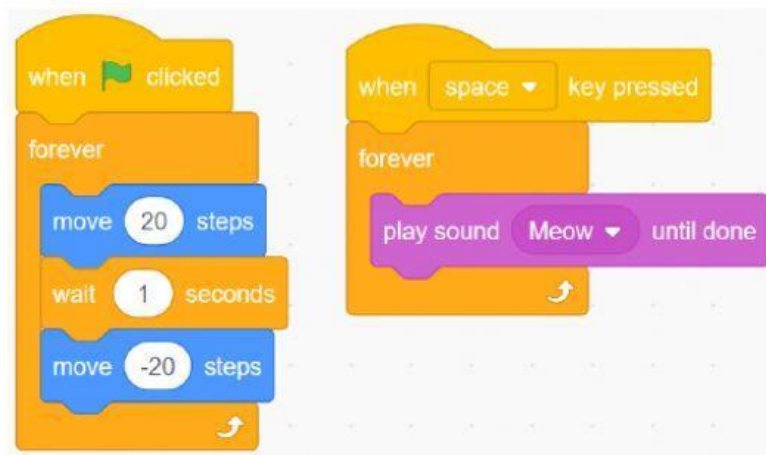 when clicked
forever
move 20 steps
wait 1 seconds
move -20 steps
when space key pressed
forever
play sound Meow until done